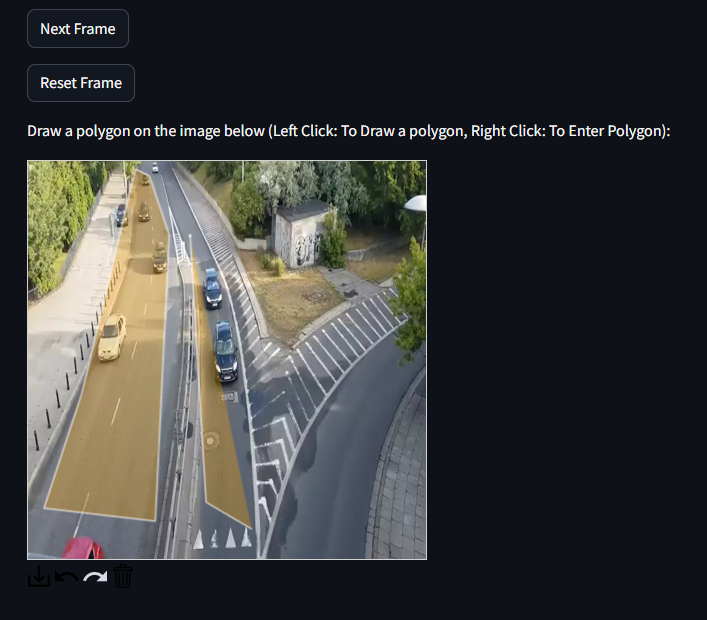 Next Frame
Reset Frame
Draw a polygon on the image below (Left Click: To Draw a polygon, Right Click: To Enter Polygon):